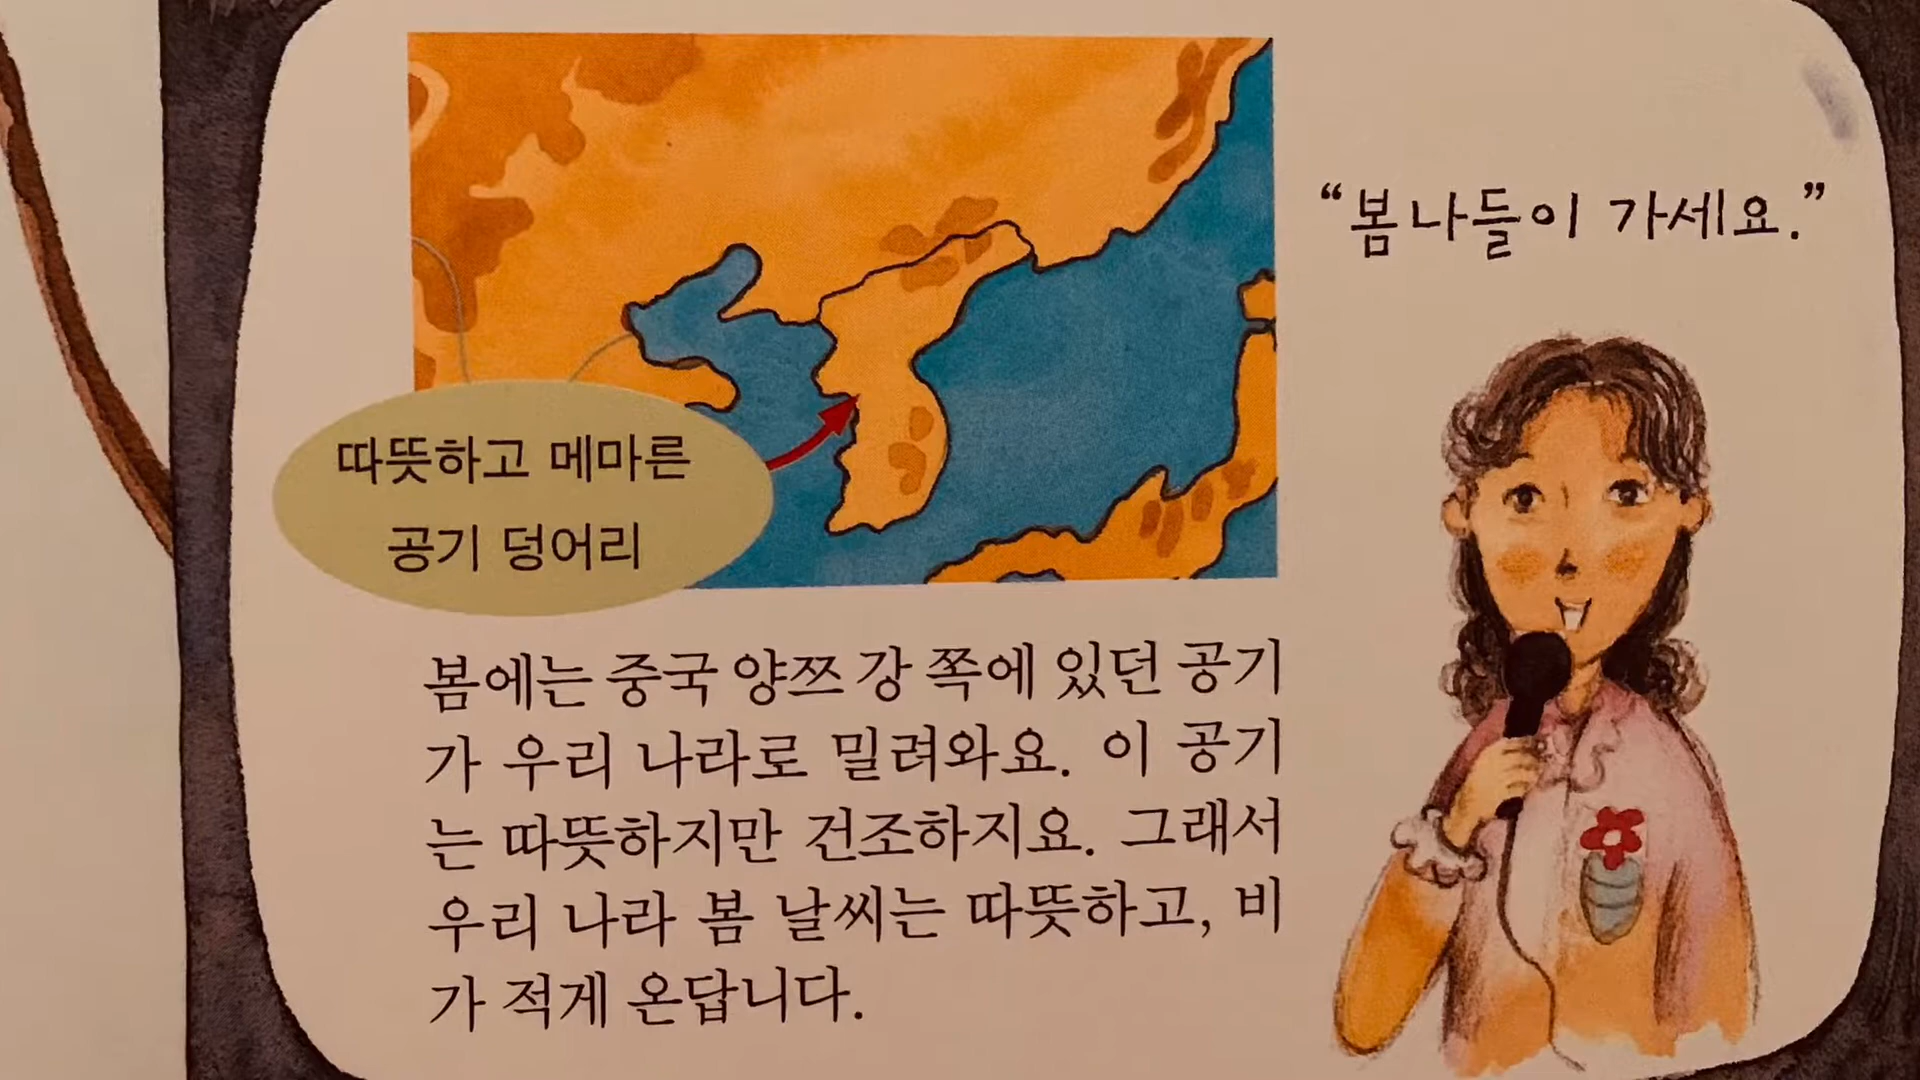 “봄나들이 가세요.”
따뜻하고 메마른
공기 덩어리
봄에는 중국 양쯔 강 쪽에 있던 공기
가 우리 나라로 밀려와요. 이 공기
는 따뜻하지만 건조하지요. 그래서
우리 나라 봄 날씨는 따뜻하고, 비
가 적게 온답니다.